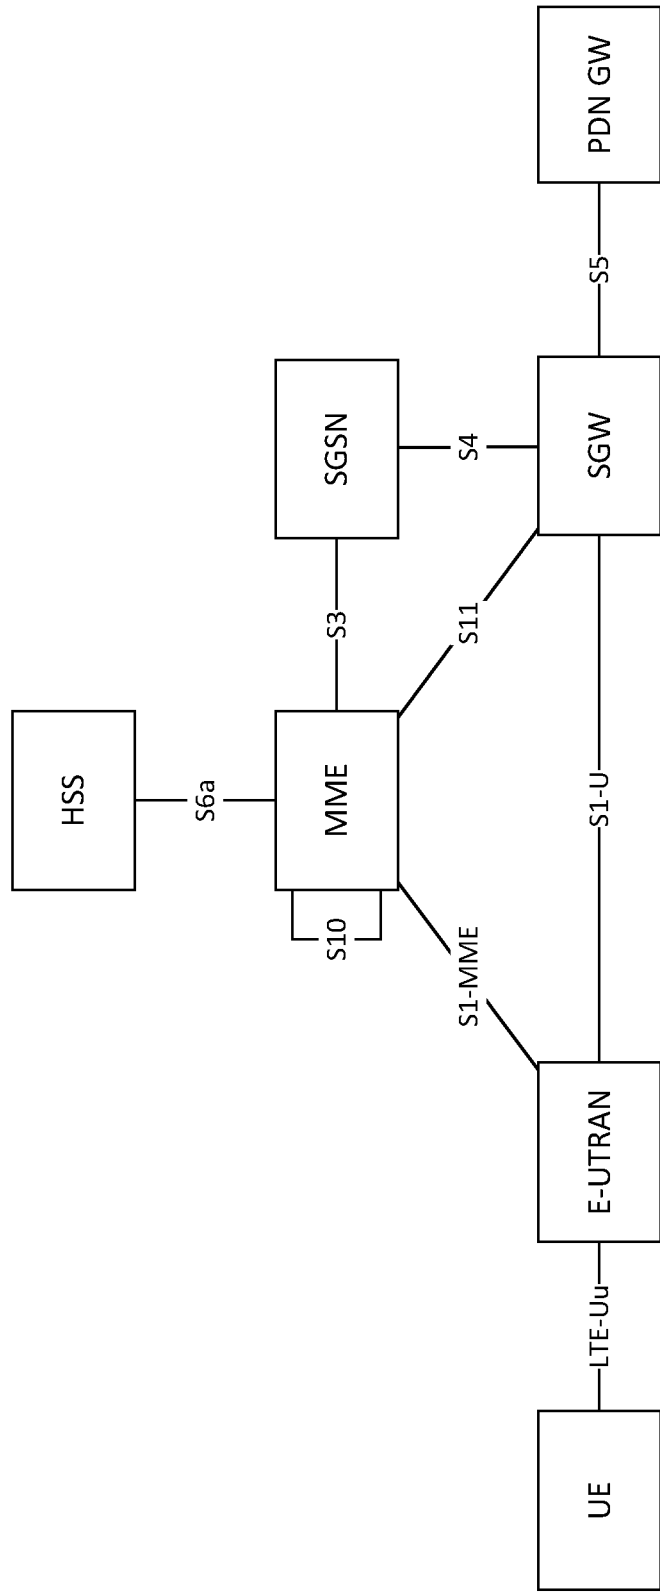 HSS
S6a
S10
MME
S3
SGSN
S1-MME
S11
S4
UE
LTE-Uu
E-UTRAN
S1-U
SGW
S5
PDN GW